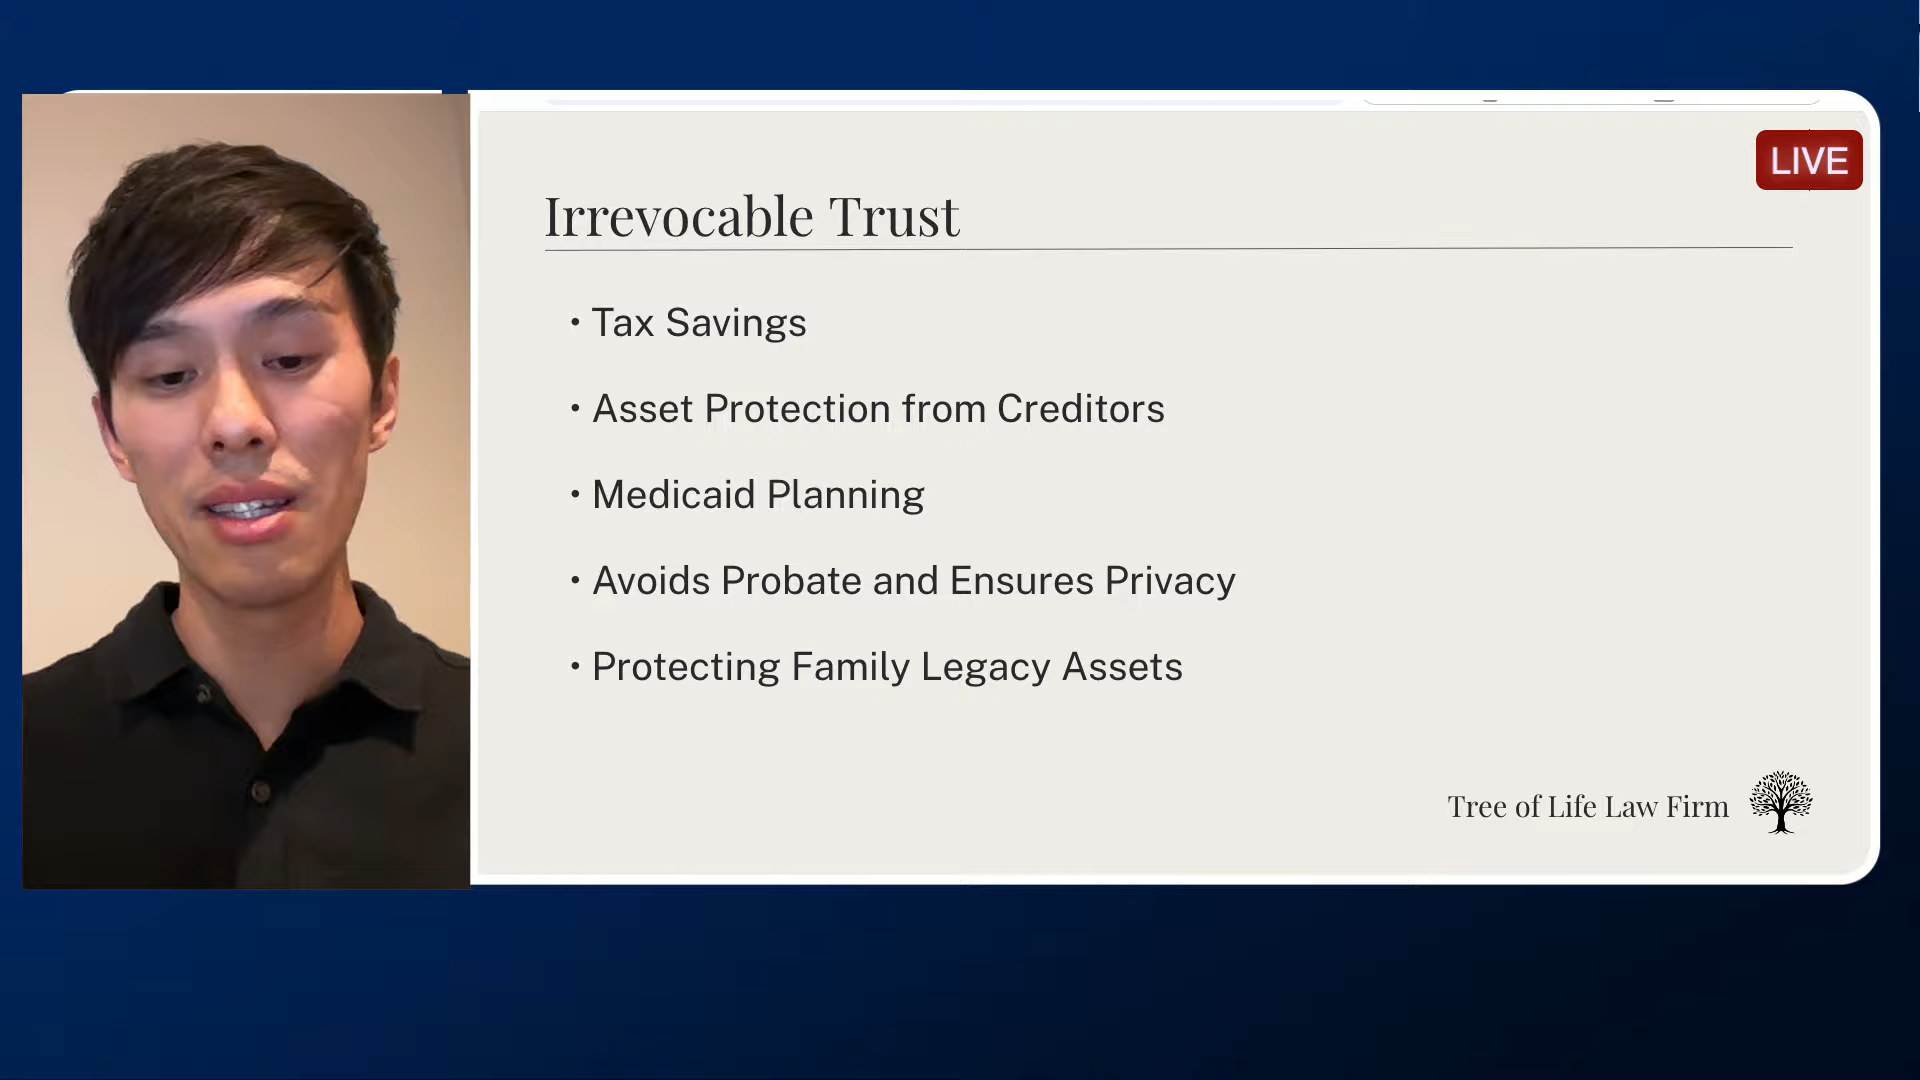 LIVE
Irrevocable Trust
• Tax Savings
• Asset Protection from Creditors
• Medicaid Planning
• Avoids Probate and Ensures Privacy
• Protecting Family Legacy Assets
Tree of Life Law Firm